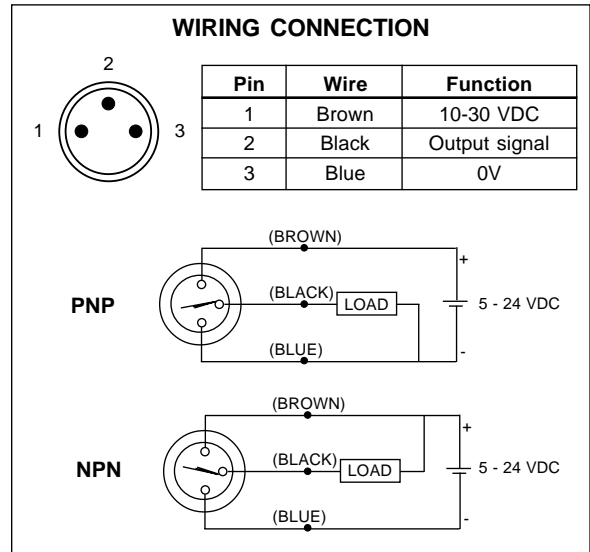 WIRING CONNECTION
2
1
3
Pin Wire Function
1 Brown 10-30 VDC
2 Black Output signal
3 Blue 0V
(BROWN)
+
PNP
(BLACK)
LOAD
5 - 24 VDC
(BLUE)
-
(BROWN)
+
NPN
(BLACK)
LOAD
5 - 24 VDC
(BLUE)
-